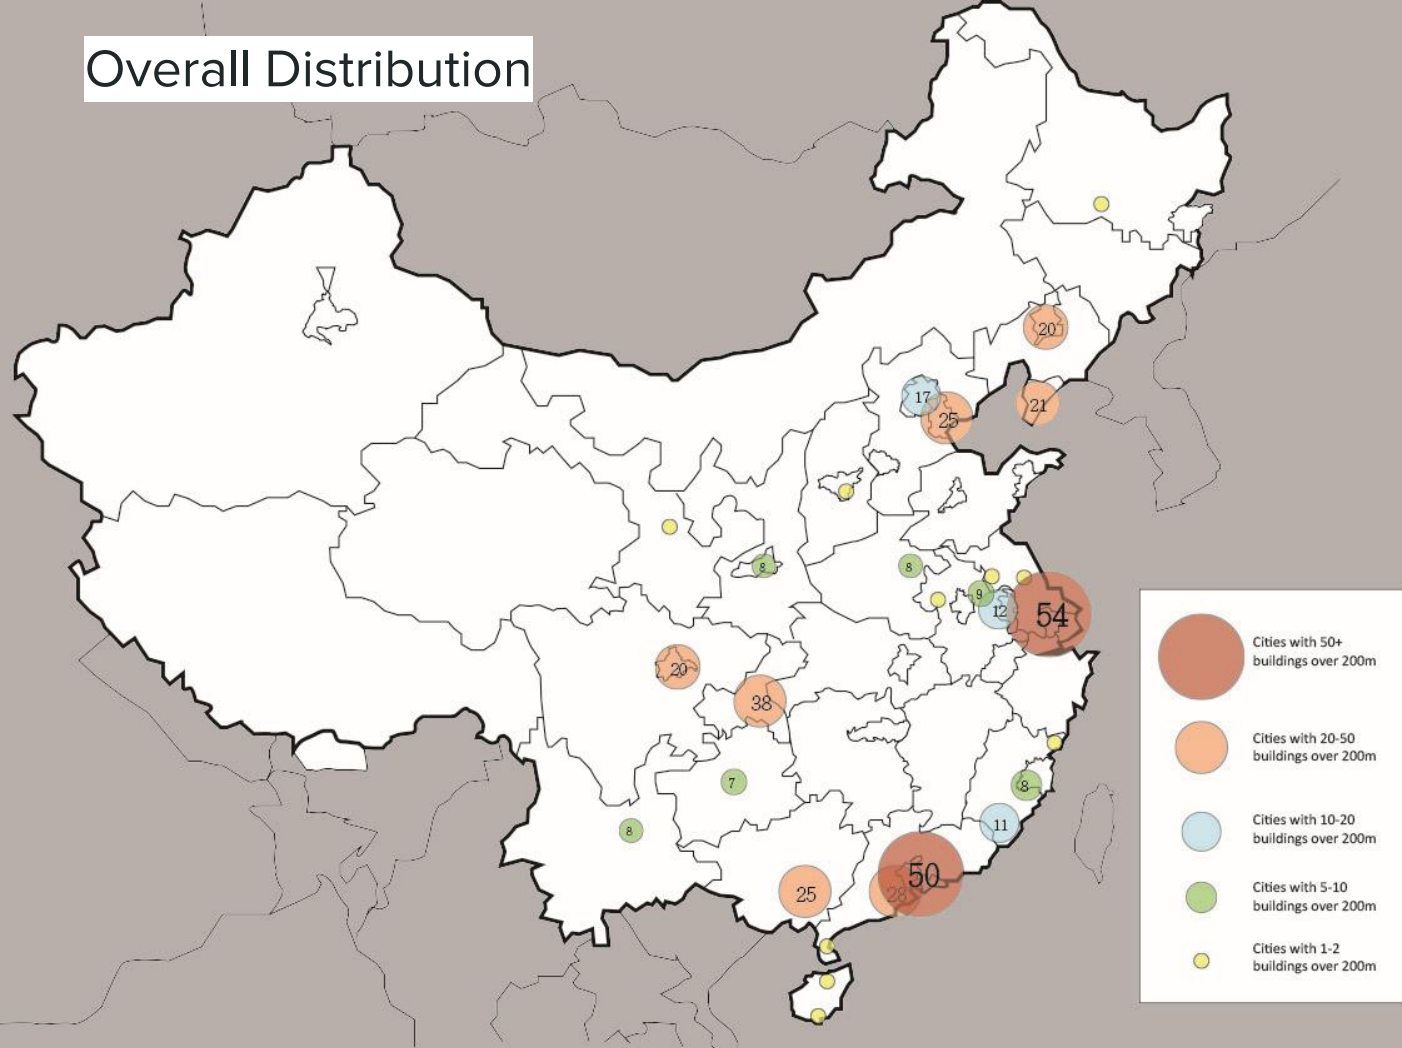 Overall Distribution
20
17
25
21
8
8
9
12
54
20
38
7
8
8
11
50
28
25
Cities with 50+
buildings over 200m
Cities with 20-50
buildings over 200m
Cities with 10-20
buildings over 200m
Cities with 5-10
buildings over 200m
Cities with 1-2
buildings over 200m